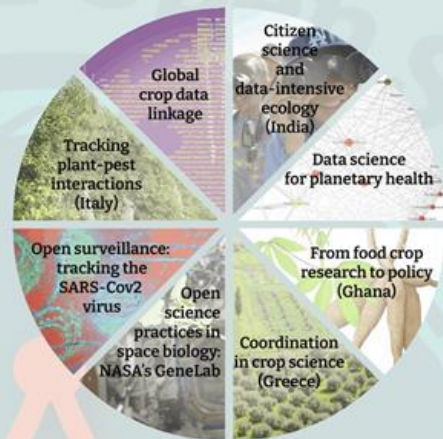 Citizen
science
and
data-intensive
ecology
(India)
Data science
for planetary health
From food crop
research to policy
(Ghana)
Coordination
in crop science
(Greece)
Open
science
practices in
space biology:
NASA's GeneLab
Open surveillance:
tracking the
SARS-Cov2
virus
Tracking
plant-pest
interactions
(Italy)
Global
crop data
linkage